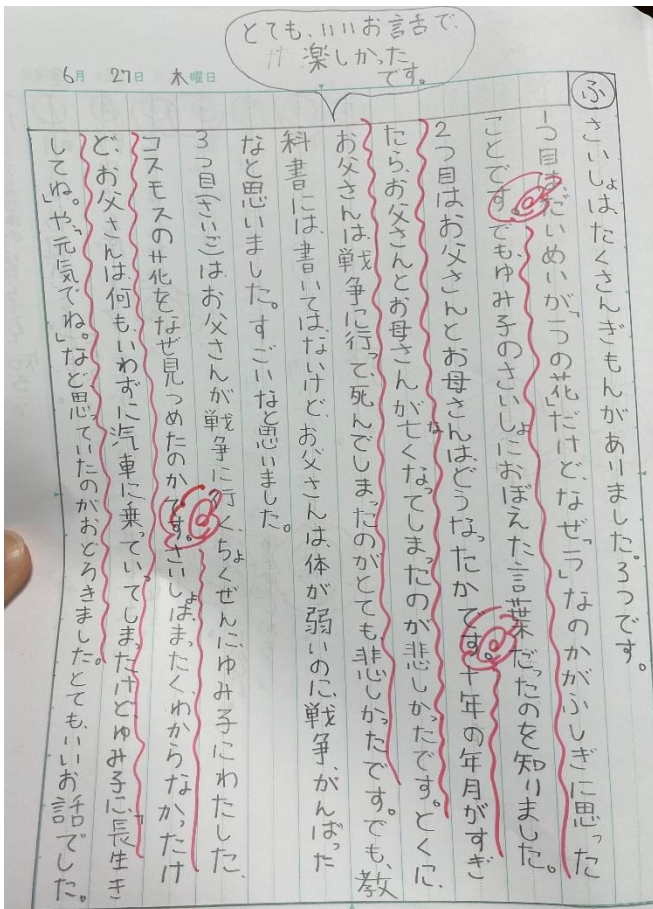 とても、いいお話で、
楽しかった
です。
6月 27日 木曜日
ふ
さいしょは、たくさんぎもんがありました。3つです。
1つ目は、だいめいが「一つの花」だけど、なぜ「一つ」なのかがふしぎに思った
ことです。でもゆみ子のさいしょにおぼえた言葉だったのを知りました。
2つ目はお父さんとお母さんは、どうなったかです。十年の年月がすぎ
たら、お父さんとお母さんが亡くなってしまったのが悲しかったです。とくに、
な
お父さんは戦争に行って、死んでしまったのがとても、悲しかったです。でも、教
科書には、書いては、ないけど、お父さんは、体が弱いのに、戦争、がんばった
なと思いました。すごいなと思いました。
3つ目(さいご)は、お父さんが戦争に行く、ちょくぜんに、ゆみ子にわたした、
コスモスの花をなぜ見つめたのかです。さいしょは、まったく、わからなかったけ
ど、お父さんは、何も、いわずに汽車に乗っていってしまったけどゆみ子に、「長生き
してね。」や、「元気でね。」など思っていたのがおどろきました。とても、いいお話でした。